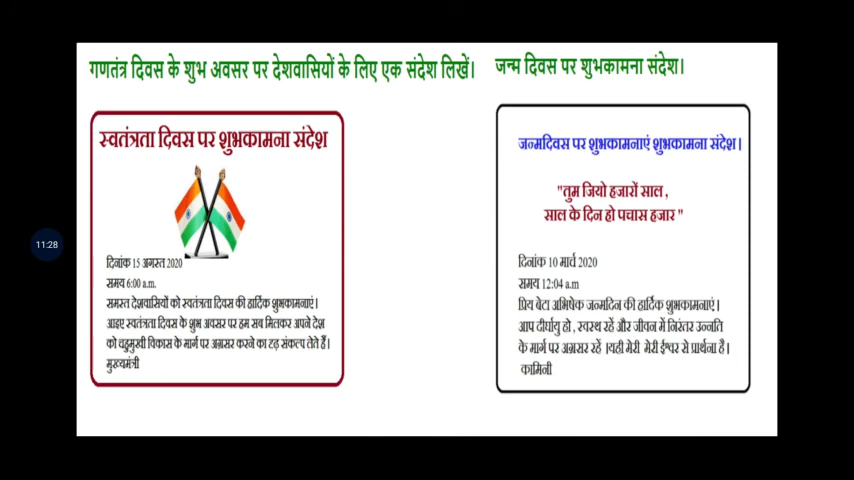 गणतंत्र दिवस के शुभ अवसर पर देशवासियों के लिए एक संदेश लिखें।
स्वतंत्रता दिवस पर शुभकामना संदेश
दिनांक 15 अगस्त 2020
समय 6:00 a.m.
समस्त देशवासियों को स्वतंत्रता दिवस की हार्दिक शुभकामनाएं।
आइए स्वतंत्रता दिवस के शुभ अवसर पर हम सब मिलकर अपने देश
को चहुमुखी विकास के मार्ग पर अग्रसर करने का दृढ़ संकल्प लेते हैं।
मुख्यमंत्री
जन्म दिवस पर शुभकामना संदेश।
जन्मदिवस पर शुभकामनाएं शुभकामना संदेश।
"तुम जियो हजारों साल ,
साल के दिन हो पचास हजार "
दिनांक 10 मार्च 2020
समय 12:04 a.m
प्रिय बेटा अभिषेक जन्मदिन की हार्दिक शुभकामनाएं।
आप दीर्घायु हो , स्वस्थ रहें और जीवन में निरंतर उन्नति
के मार्ग पर अग्रसर रहें ।यही मेरी मेरी ईश्वर से प्रार्थना है।
कामिनी
11:28